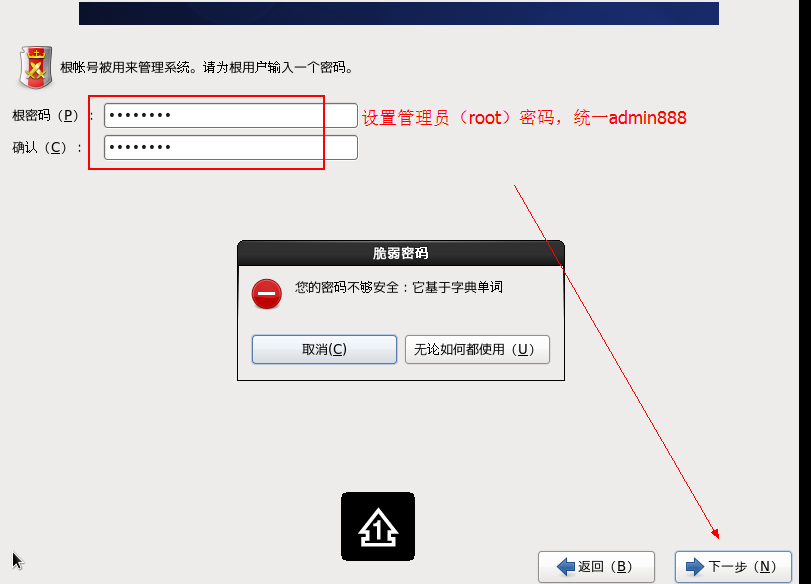 根帐号被用来管理系统。请为根用户输入一个密码。
根密码（P）：
设置管理员（root）密码，统一admin888
确认（C）：
脆弱密码
您的密码不够安全：它基于字典单词
取消(C)
无论如何都使用（U）
1
返回（B）
下一步（N）